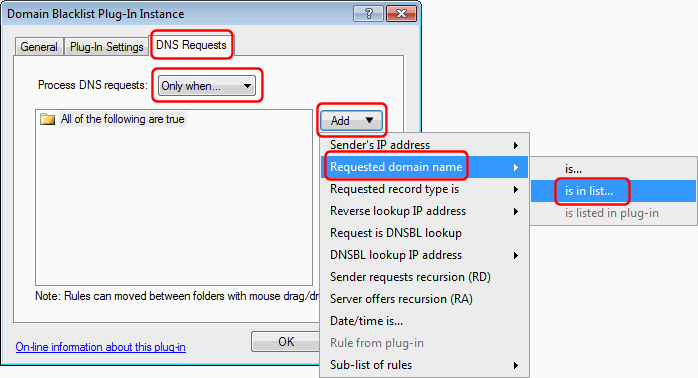 Domain Blacklist Plug-In Instance
General Plug-In Settings DNS Requests
Process DNS requests: Only when...
All of the following are true
Add
Sender's IP address
Requested domain name
Requested record type is
Reverse lookup IP address
Request is DNSBL lookup
DNSBL lookup IP address
Sender requests recursion (RD)
Server offers recursion (RA)
Date/time is...
Rule from plug-in
Sub-list of rules
is...
is in list...
is listed in plug-in
Note: Rules can moved between folders with mouse drag/dr
On-line information about this plug-in
OK